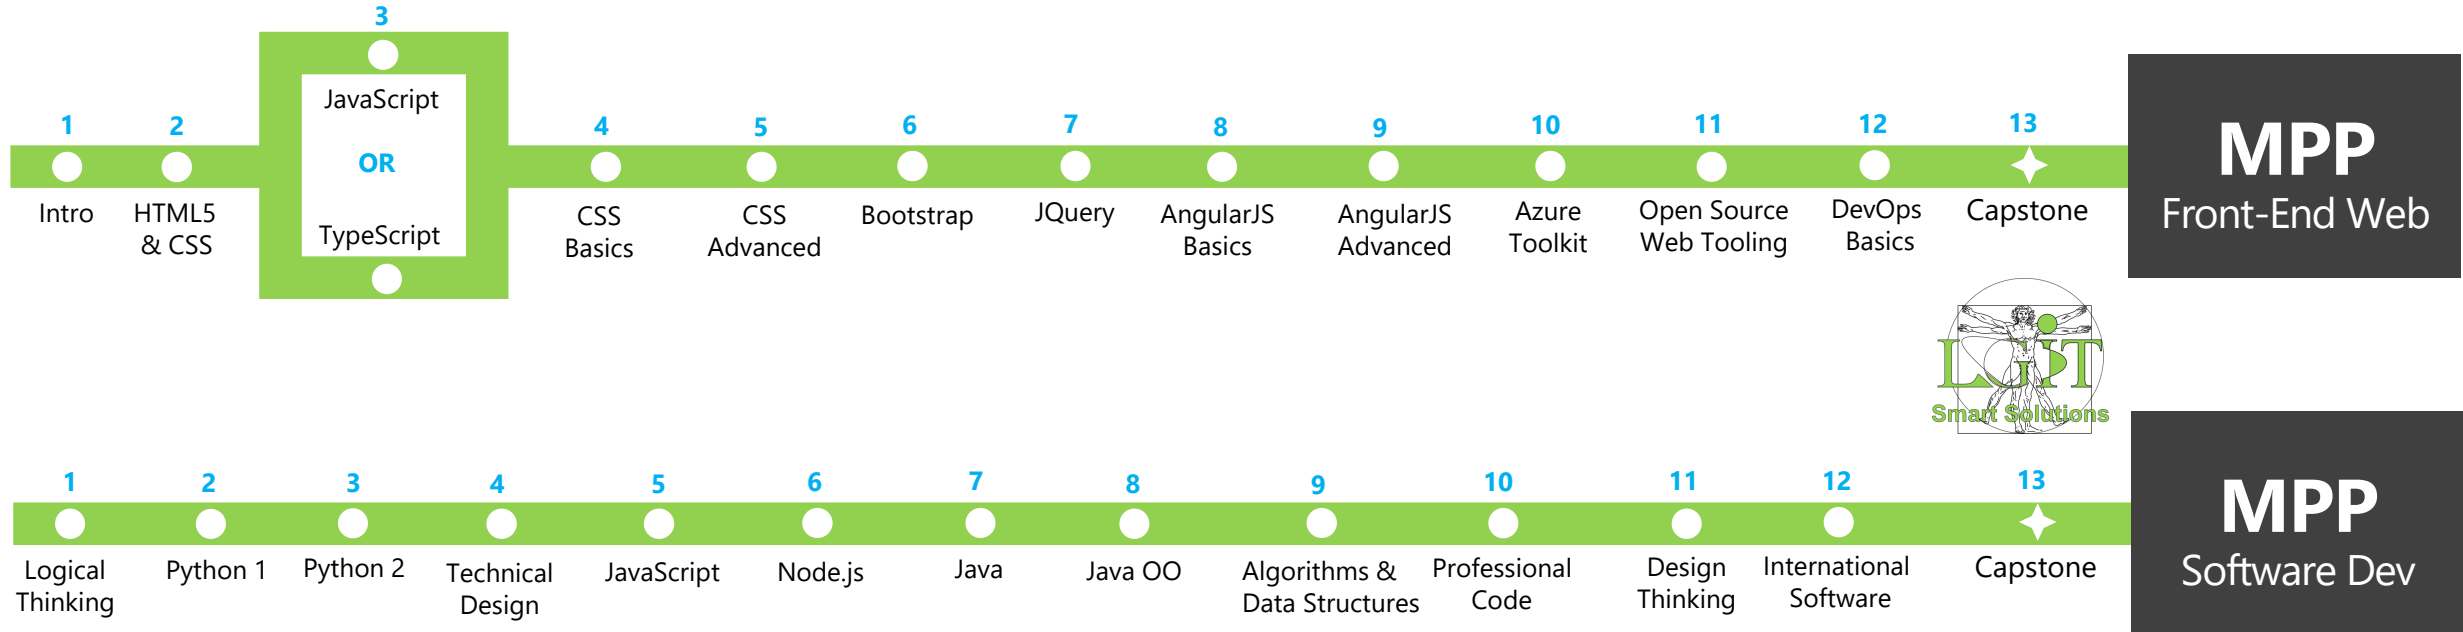 3
JavaScript
OR
TypeScript
1 2 4 5 6 7 8 9 10 11 12 13
Intro
HTML5
& CSS
CSS
Basics
CSS
Advanced
Bootstrap
JQuery
AngularJS
Basics
AngularJS
Advanced
Azure
Toolkit
Open Source
Web Tooling
DevOps
Basics
Capstone
MPP
Front-End Web
LGIT
Smart Solutions
1 2 3 4 5 6 7 8 9 10 11 12 13
Logical
Thinking
Python 1
Python 2
Technical
Design
JavaScript
Node.js
Java
Java OO
Algorithms &
Data Structures
Professional
Code
Design
Thinking
International
Software
Capstone
MPP
Software Dev